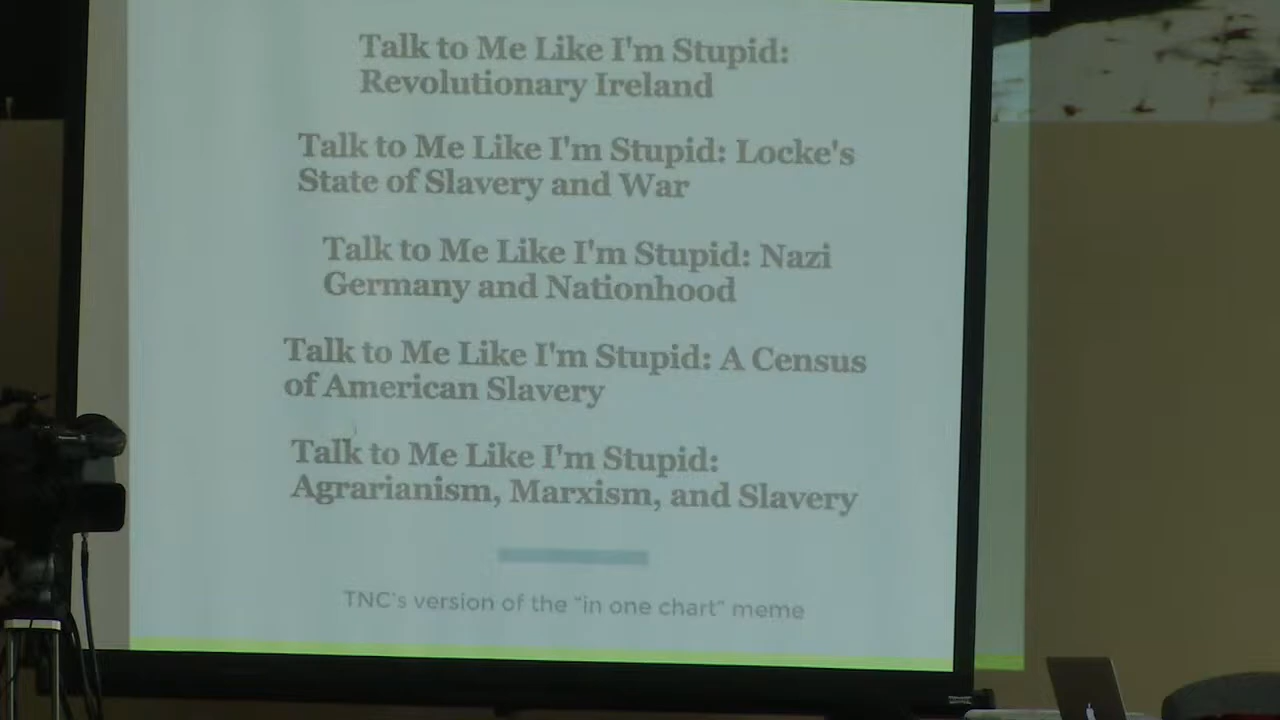 Talk to Me Like I'm Stupid:
Revolutionary Ireland
Talk to Me Like I'm Stupid: Locke's
State of Slavery and War
Talk to Me Like I'm Stupid: Nazi
Germany and Nationhood
Talk to Me Like I'm Stupid: A Census
of American Slavery
Talk to Me Like I'm Stupid:
Agrarianism, Marxism, and Slavery
TNC's version of the "in one chart" meme